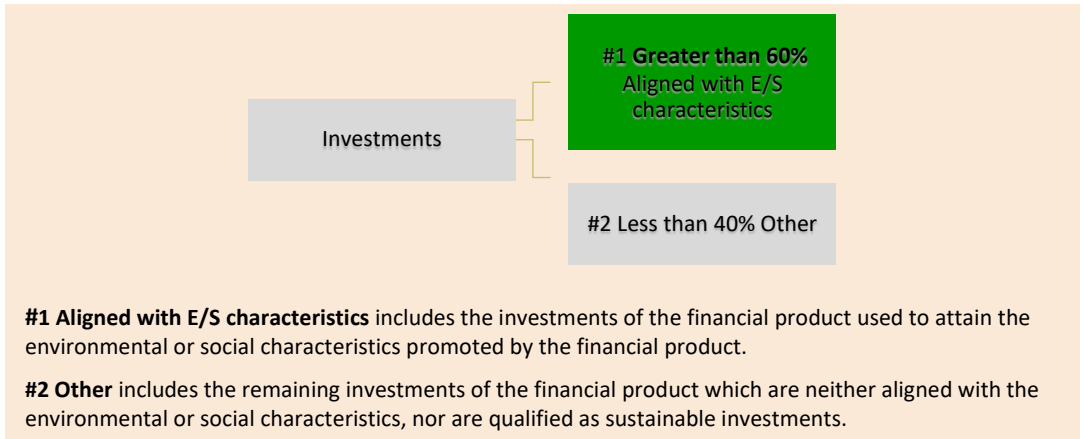 #1 Greater than 60%
Aligned with E/S
characteristics
Investments
#2 Less than 40% Other
#1 Aligned with E/S characteristics includes the investments of the financial product used to attain the
environmental or social characteristics promoted by the financial product.
#2 Other includes the remaining investments of the financial product which are neither aligned with the
environmental or social characteristics, nor are qualified as sustainable investments.